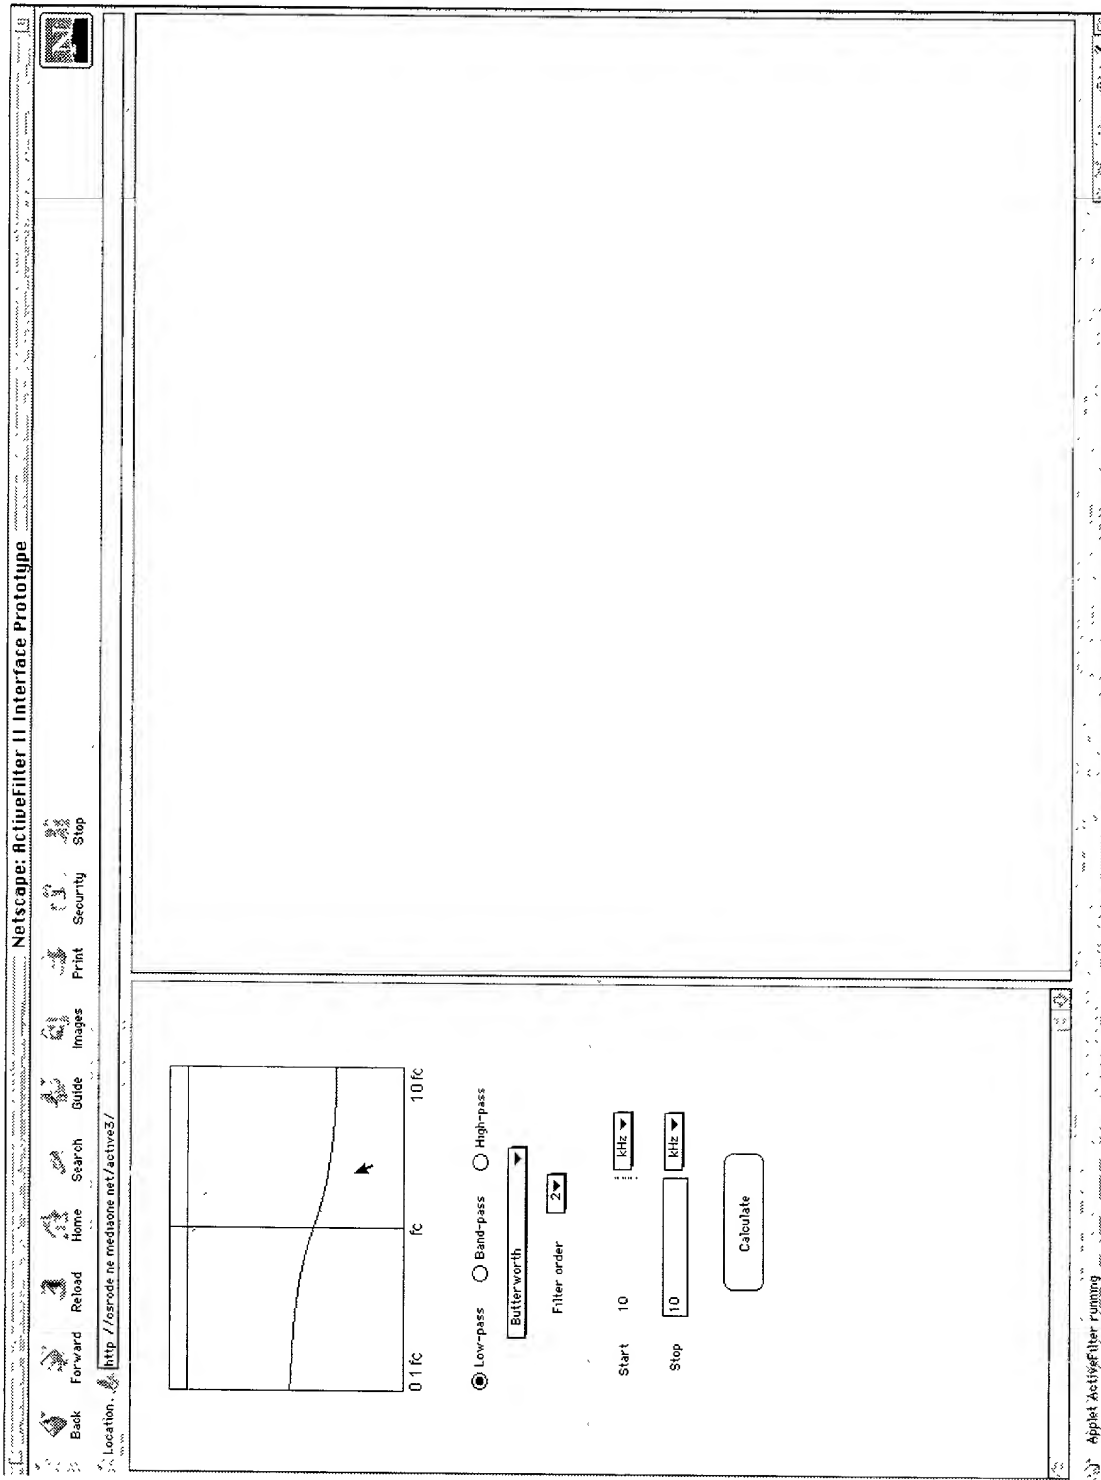 Netscape: ActiveFilter II Interface Prototype
Back Forward Reload Home Search Guide Images Print Security Stop
N
Location. http //osrode ne mediaone net/active3/
0 1 fc fc 10 fc
Low-pass Band-pass High-pass
Butterworth
Filter order 2
Start 10 kHz
Stop 10 kHz
Calculate
Applet ActiveFilter running